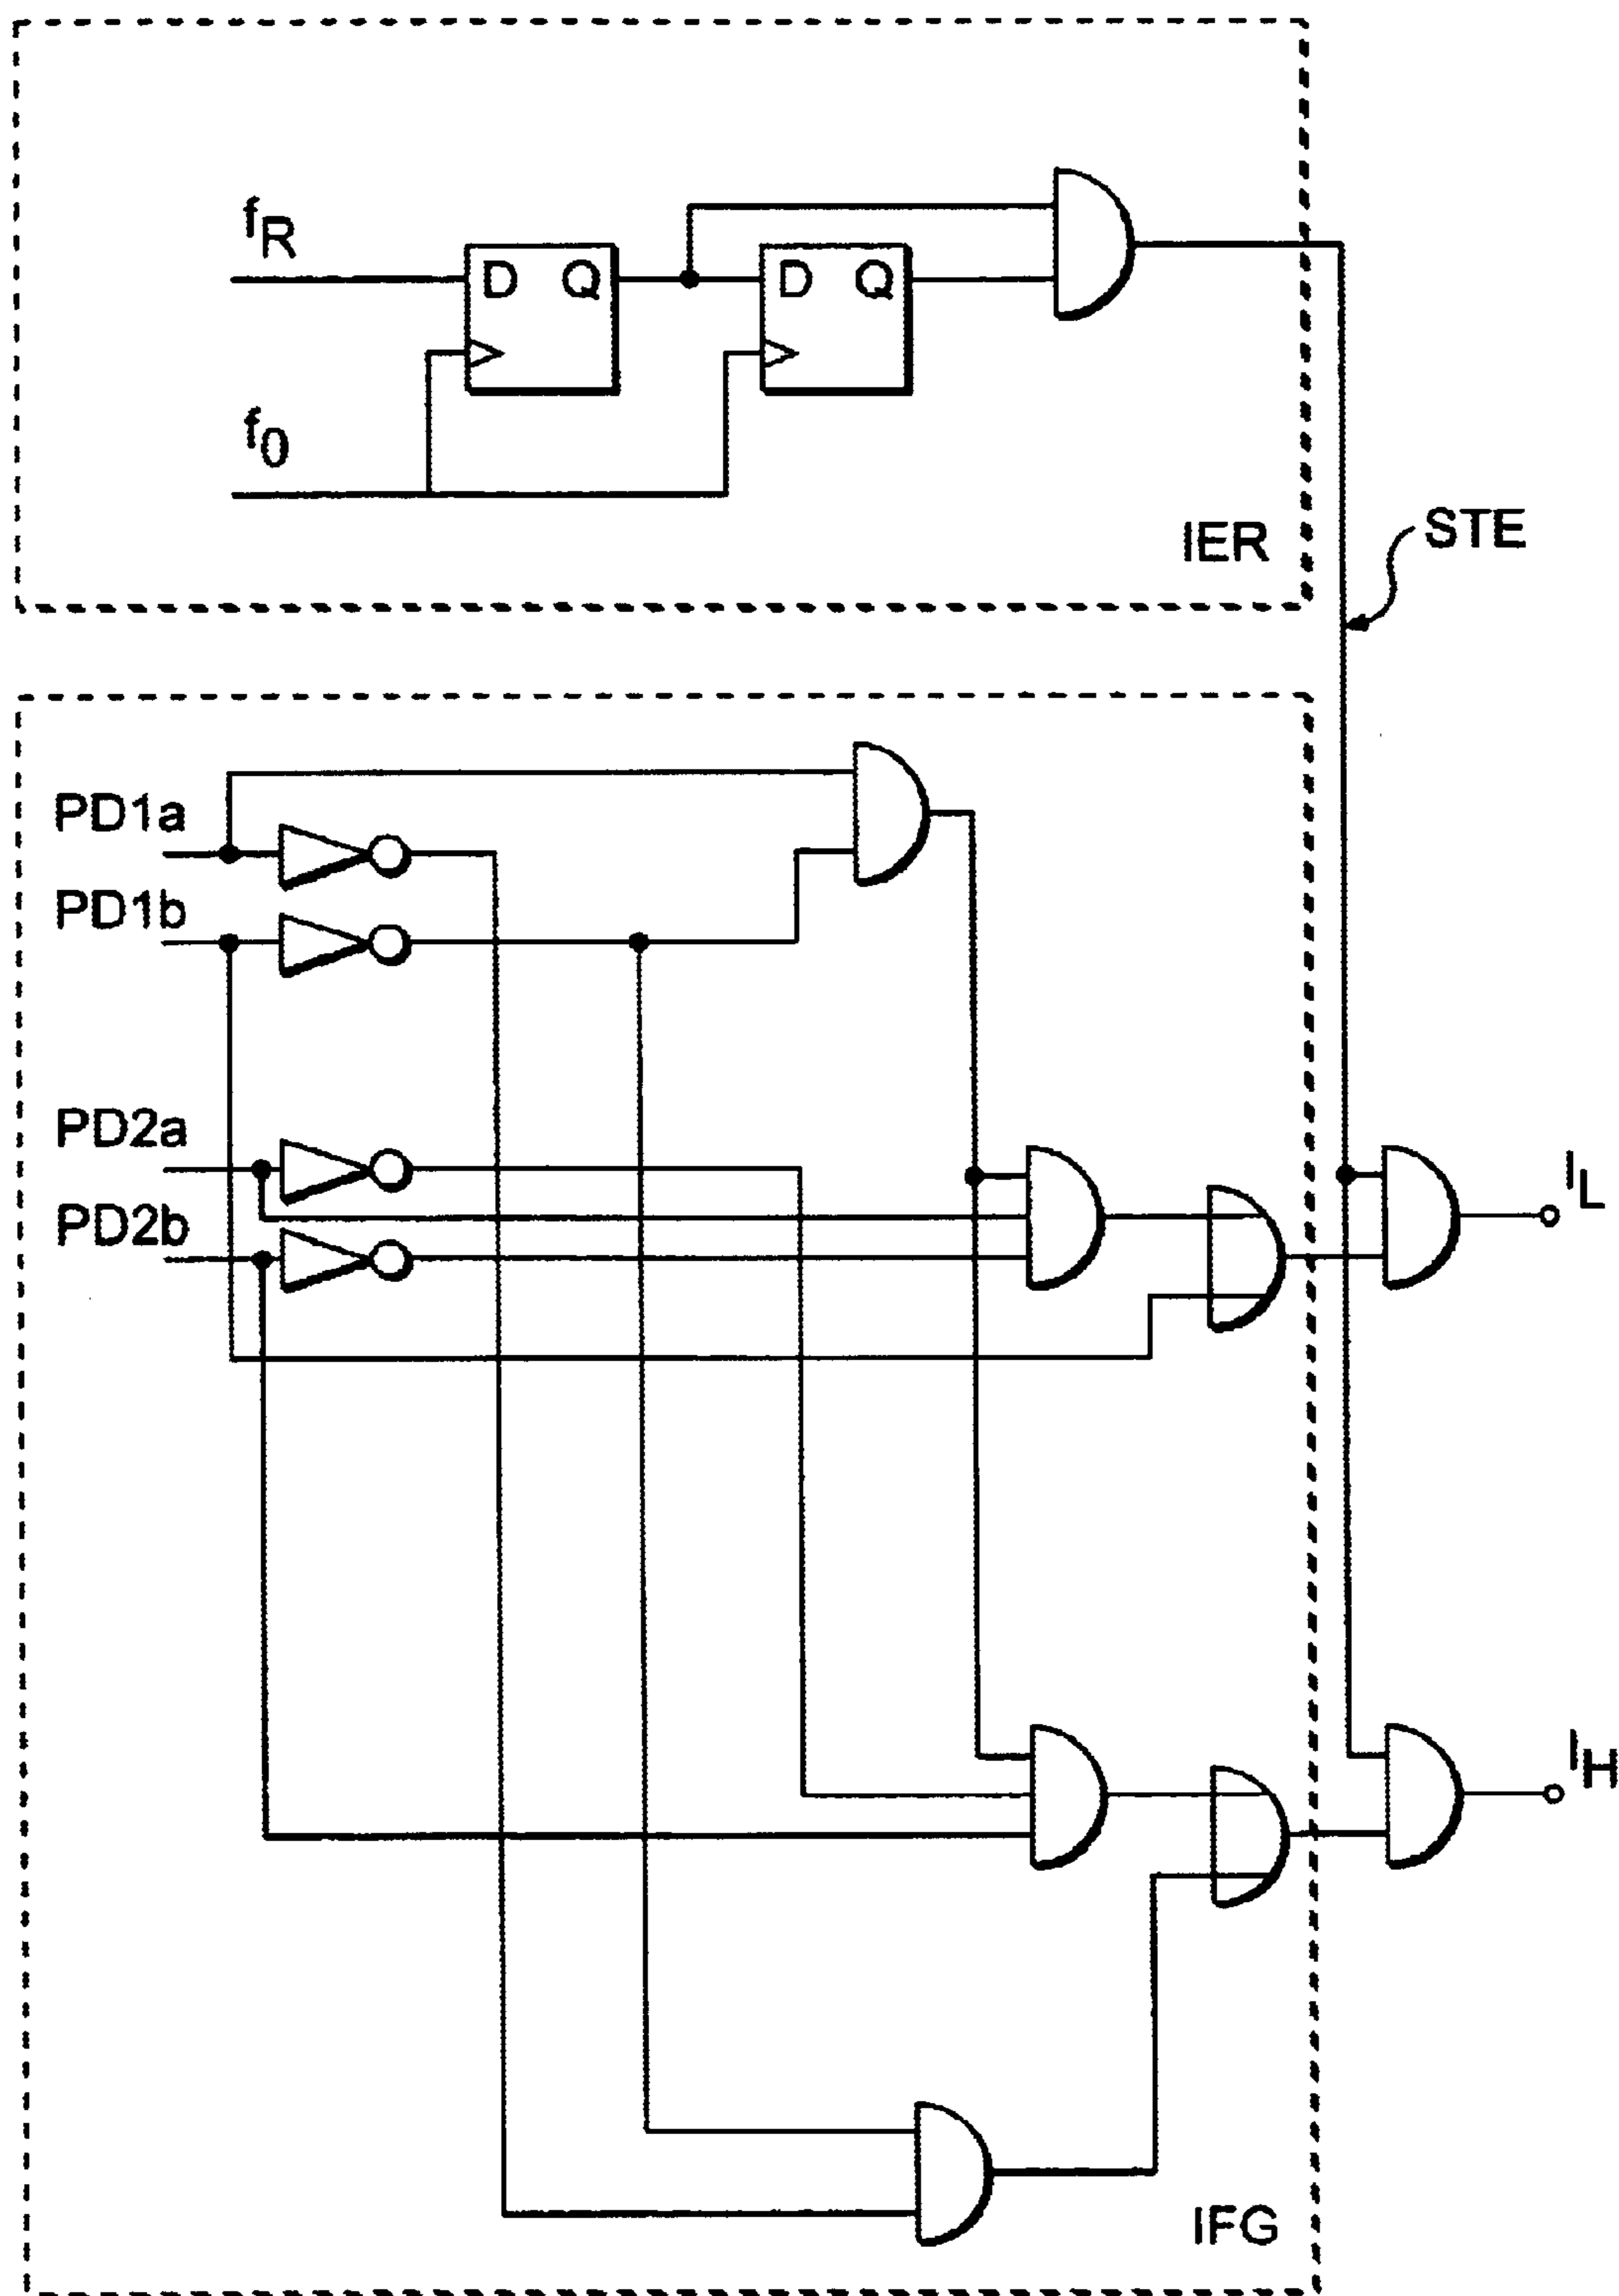 fR
D Q
D Q
f0
IER
STE
PD1a
PD1b
PD2a
PD2b
IL
IH
IFG